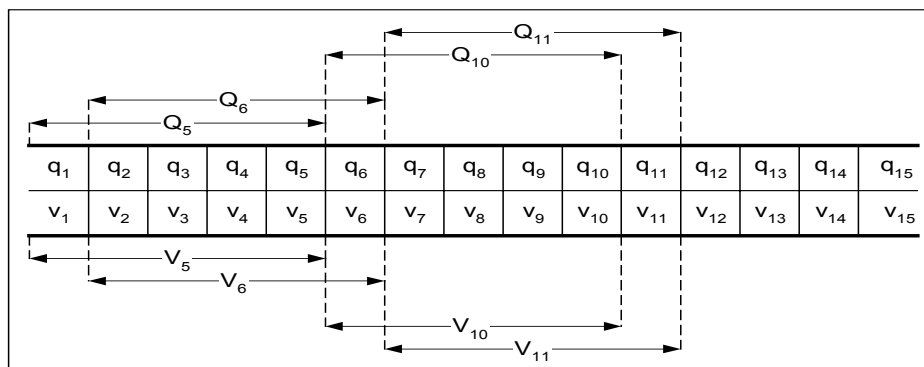 Q₁₁
Q₁₀
Q₆
Q₅
q₁ q₂ q₃ q₄ q₅ q₆ q₇ q₈ q₉ q₁₀ q₁₁ q₁₂ q₁₃ q₁₄ q₁₅
v₁ v₂ v₃ v₄ v₅ v₆ v₇ v₈ v₉ v₁₀ v₁₁ v₁₂ v₁₃ v₁₄ v₁₅
V₅
V₆
V₁₀
V₁₁